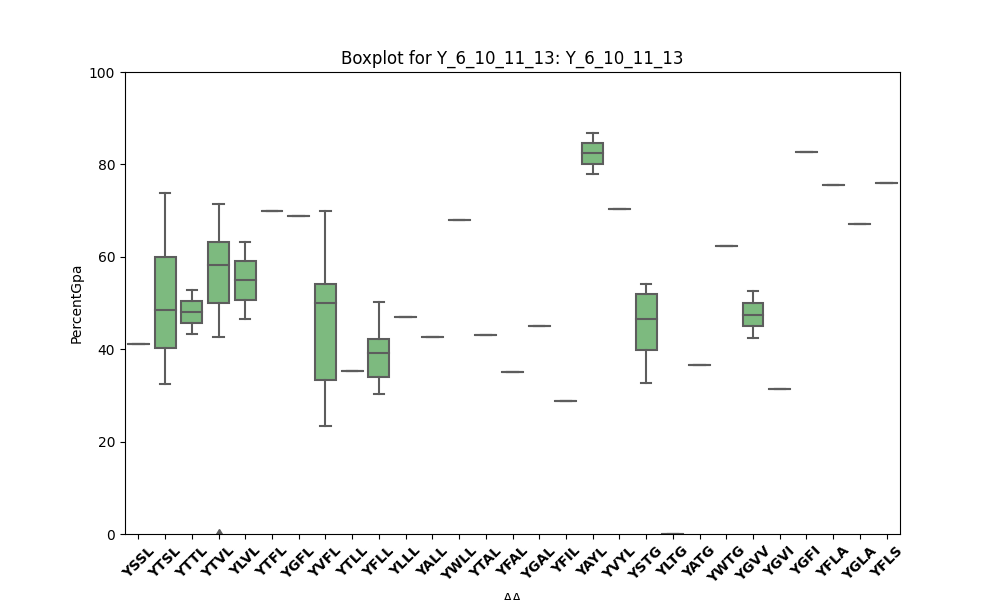 Boxplot for Y_6_10_11_13: Y_6_10_11_13
100
80
60
40
20
0
PercentGpa
YSSL YTSL YTTL YTVL YLVL YTFL YGFL YVFL YTLL YFLL YLLL YALL YWLL YTAL YFAL YGAL YFIL YAYL YVYL YSTG YLTG YATG YWTG YGVV YGVI YGFI YFLA YGLA YFLS
AA